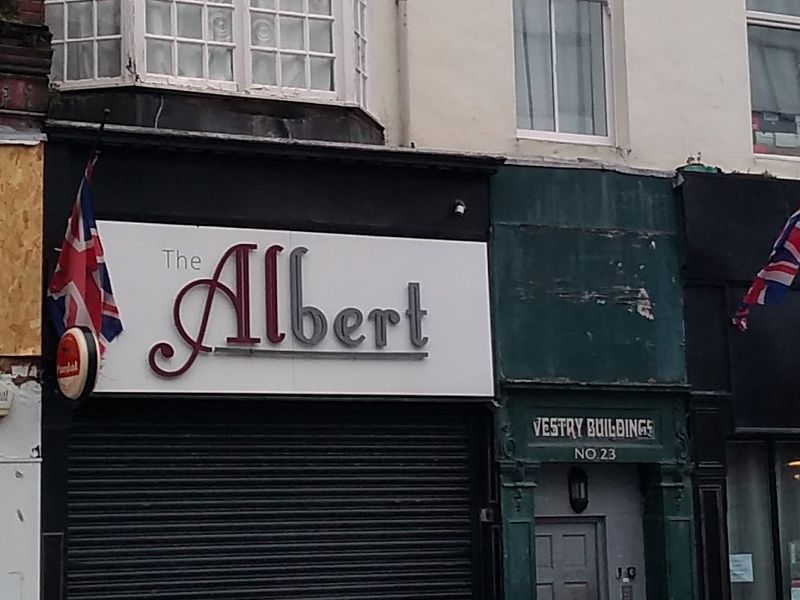 The
Albert
VESTRY BUILDINGS
NO. 23